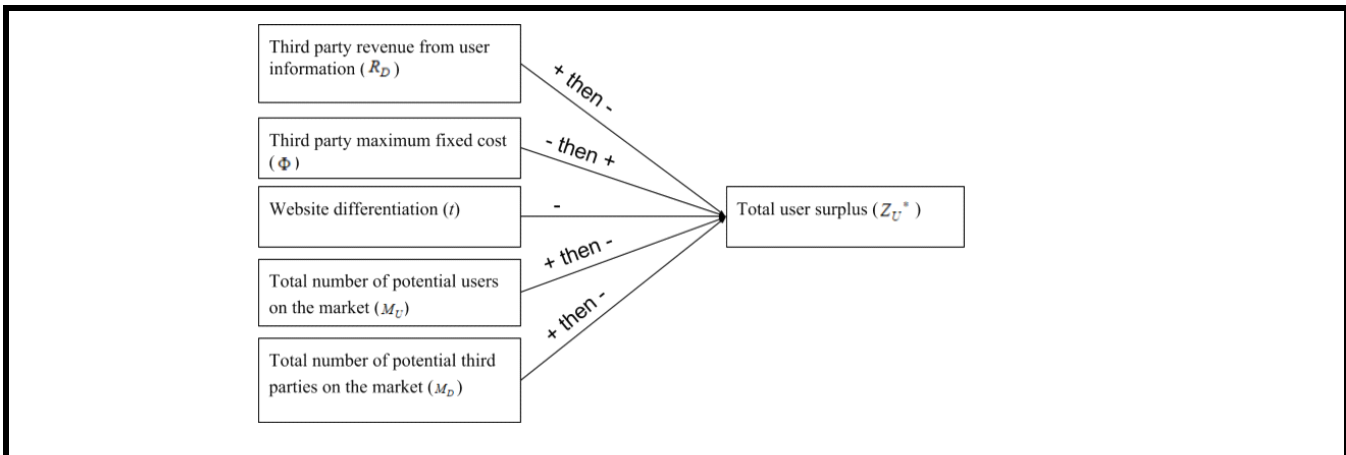 Third party revenue from user
information ( R_D )
+ then -
Third party maximum fixed cost
( Φ )
- then +
Website differentiation (t)
-
Total user surplus ( Z_U* )
+ then -
Total number of potential users
on the market ( M_U )
+ then -
Total number of potential third
parties on the market ( M_D )